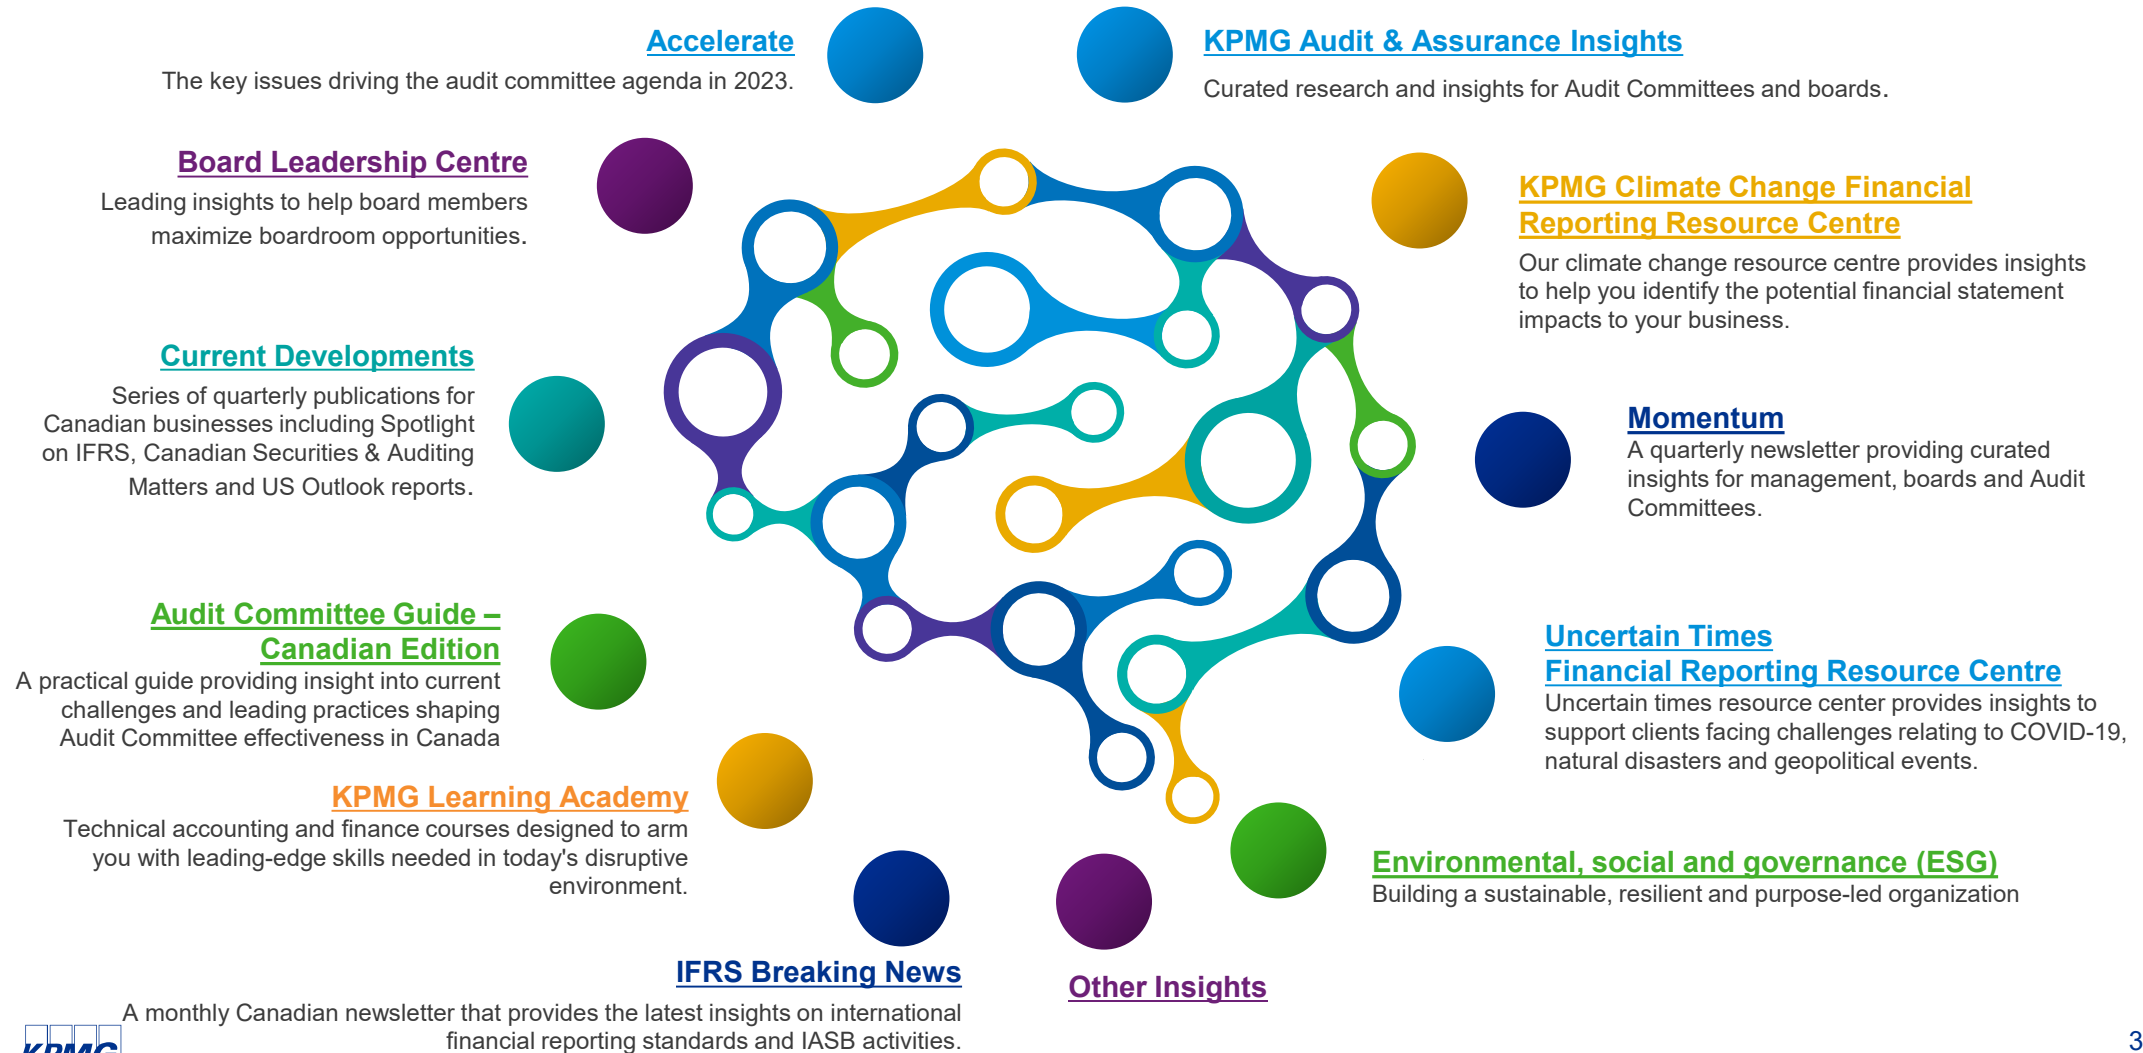 Accelerate
The key issues driving the audit committee agenda in 2023.
KPMG Audit & Assurance Insights
Curated research and insights for Audit Committees and boards.
Board Leadership Centre
Leading insights to help board members
maximize boardroom opportunities.
KPMG Climate Change Financial
Reporting Resource Centre
Our climate change resource centre provides insights
to help you identify the potential financial statement
impacts to your business.
Current Developments
Series of quarterly publications for
Canadian businesses including Spotlight
on IFRS, Canadian Securities & Auditing
Matters and US Outlook reports.
Momentum
A quarterly newsletter providing curated
insights for management, boards and Audit
Committees.
Audit Committee Guide –
Canadian Edition
A practical guide providing insight into current
challenges and leading practices shaping
Audit Committee effectiveness in Canada
Uncertain Times
Financial Reporting Resource Centre
Uncertain times resource center provides insights to
support clients facing challenges relating to COVID-19,
natural disasters and geopolitical events.
KPMG Learning Academy
Technical accounting and finance courses designed to arm
you with leading-edge skills needed in today's disruptive
environment.
Environmental, social and governance (ESG)
Building a sustainable, resilient and purpose-led organization
IFRS Breaking News
A monthly Canadian newsletter that provides the latest insights on international
financial reporting standards and IASB activities.
Other Insights
KPMG
3